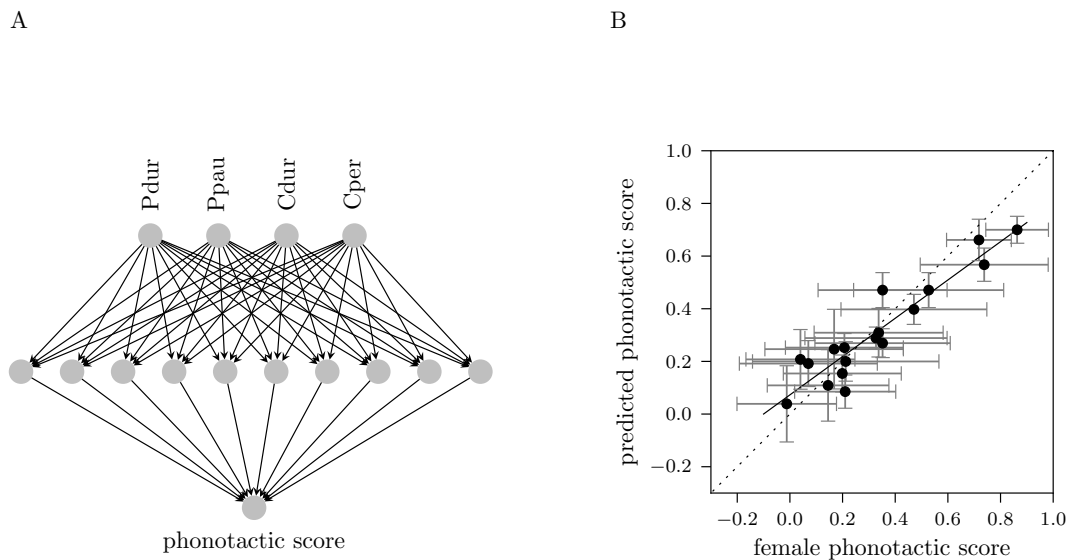 A
B
Pdur
Ppau
Cdur
Cper
phonotactic score
predicted phonotactic score
1.0
0.8
0.6
0.4
0.2
0.0
−0.2
−0.2 0.0 0.2 0.4 0.6 0.8 1.0
female phonotactic score